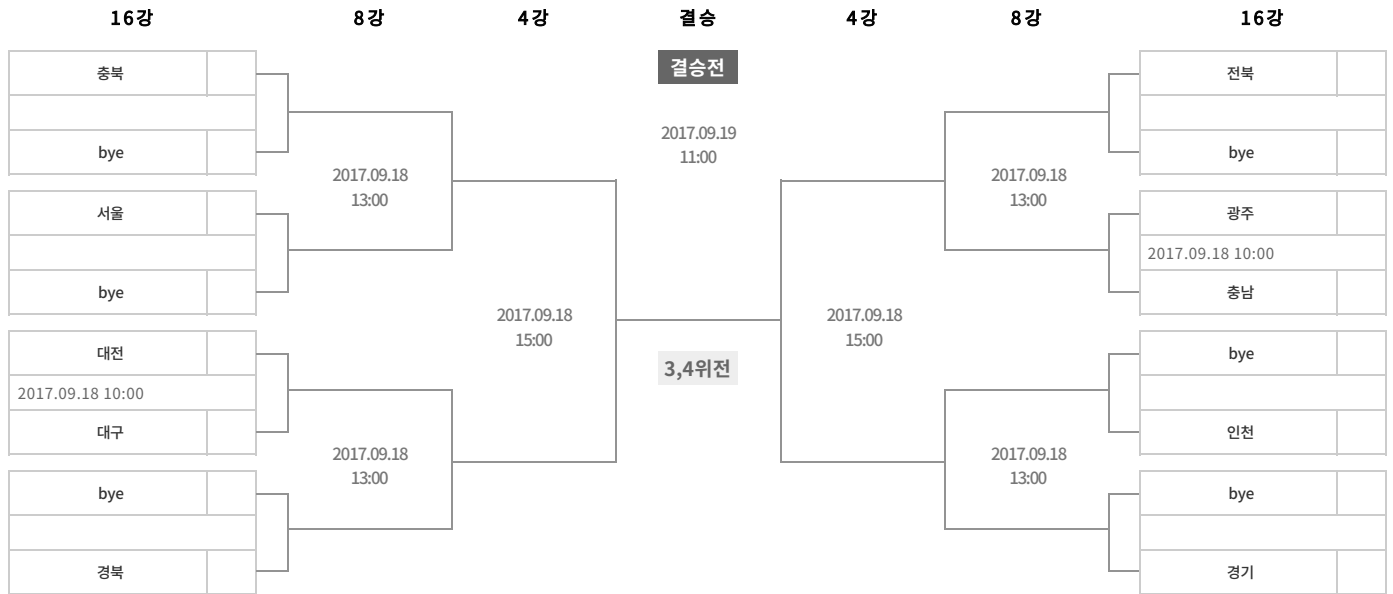 16강 8강 4강 결승 4강 8강 16강
충북
bye
서울
bye
대전
2017.09.18 10:00
대구
bye
경북
2017.09.18
13:00
2017.09.18
13:00
2017.09.18
15:00
결승전
2017.09.19
11:00
3,4위전
2017.09.18
15:00
2017.09.18
13:00
2017.09.18
13:00
전북
bye
광주
2017.09.18 10:00
충남
bye
인천
bye
경기